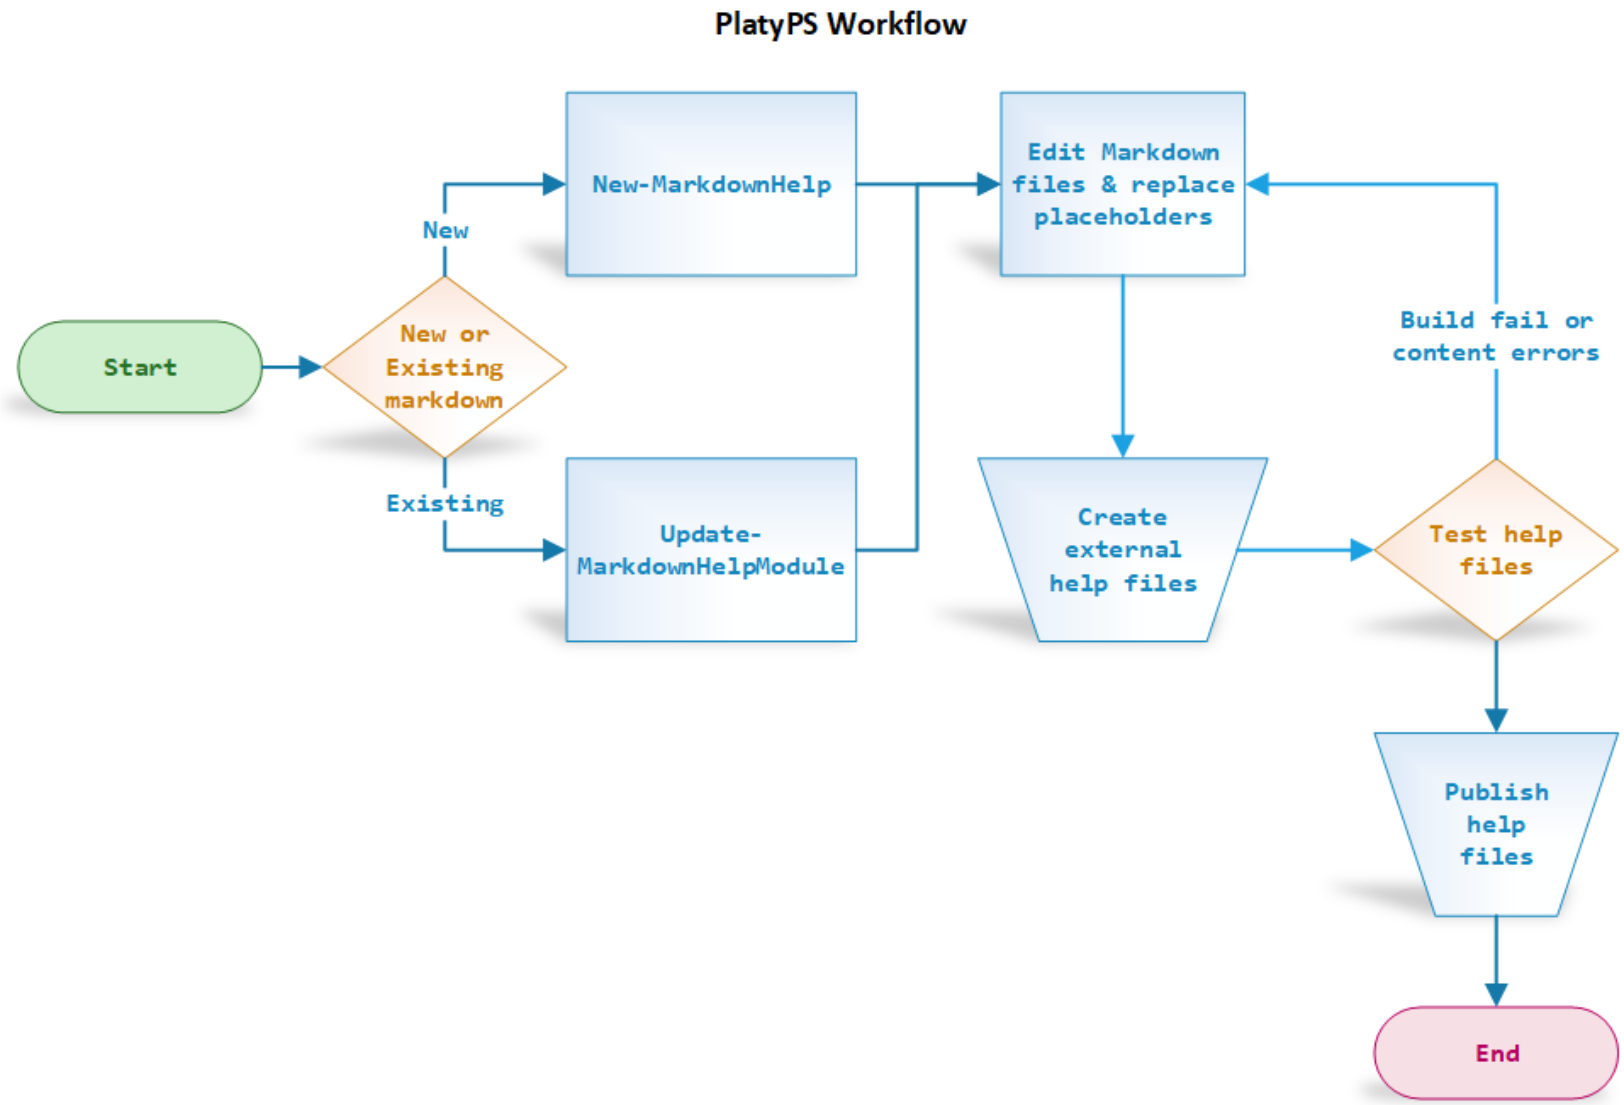 PlatyPS Workflow
Start
New or
Existing
markdown
New
New-MarkdownHelp
Existing
Update-
MarkdownHelpModule
Edit Markdown
files & replace
placeholders
Create
external
help files
Test help
files
Build fail or
content errors
Publish
help
files
End